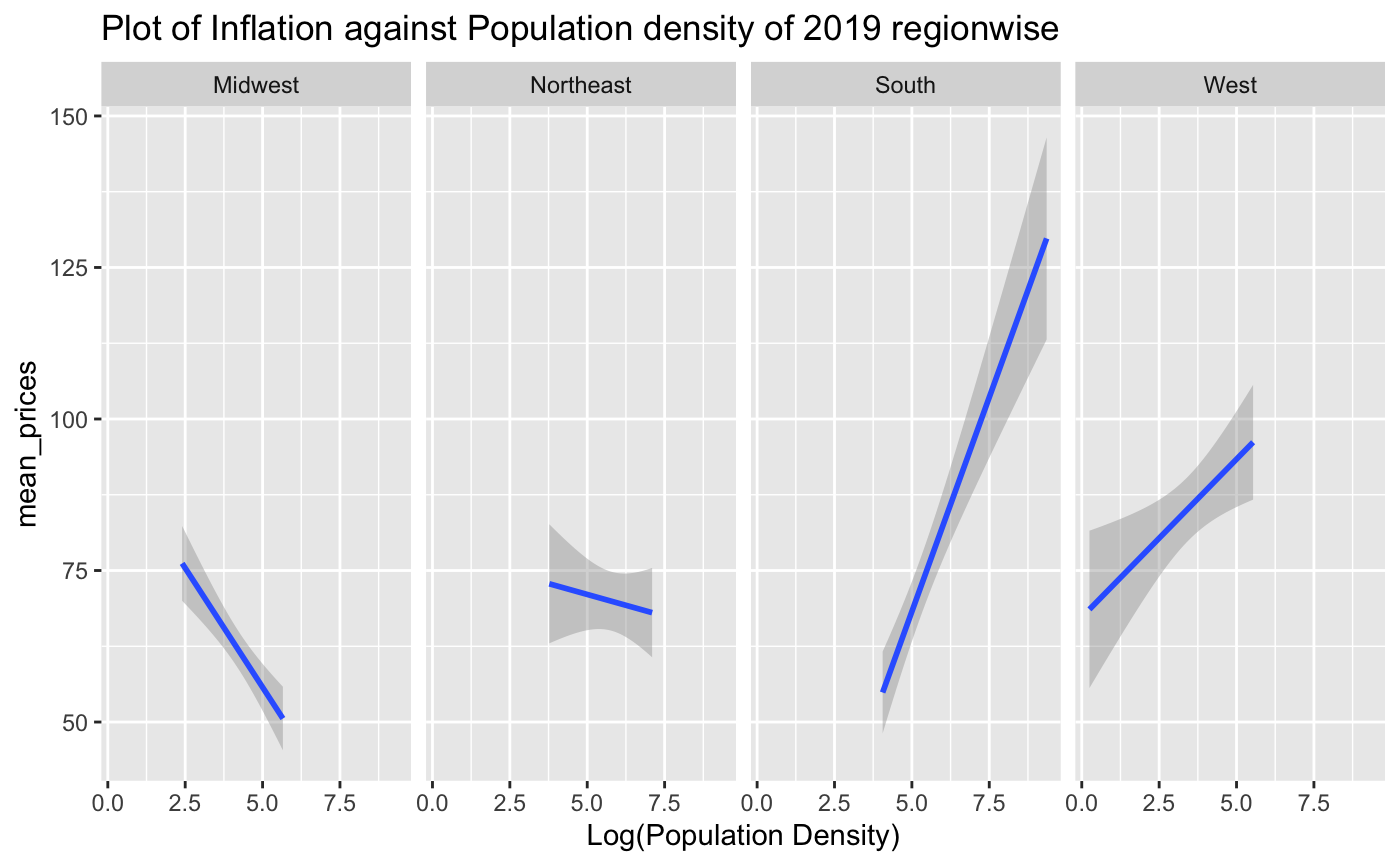 Plot of Inflation against Population density of 2019 regionwise
Midwest Northeast South West
150
125
100
75
50
mean_prices
0.0 2.5 5.0 7.5 0.0 2.5 5.0 7.5 0.0 2.5 5.0 7.5 0.0 2.5 5.0 7.5
Log(Population Density)